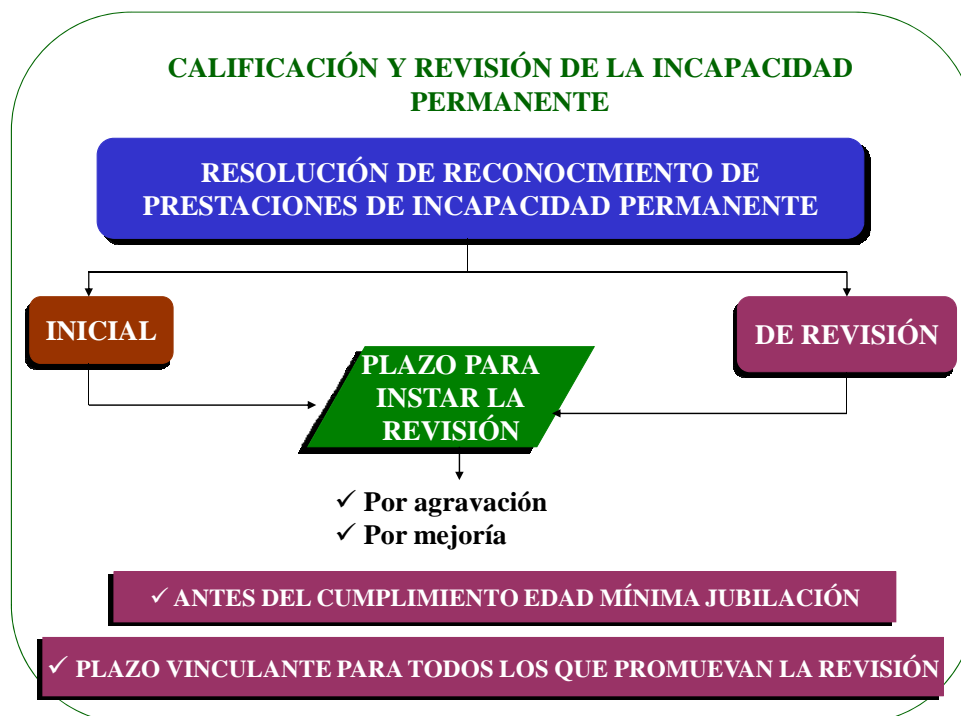 CALIFICACIÓN Y REVISIÓN DE LA INCAPACIDAD
PERMANENTE
RESOLUCIÓN DE RECONOCIMIENTO DE
PRESTACIONES DE INCAPACIDAD PERMANENTE
INICIAL
DE REVISIÓN
PLAZO PARA
INSTAR LA
REVISIÓN
✓ Por agravación
✓ Por mejoría
✓ ANTES DEL CUMPLIMIENTO EDAD MÍNIMA JUBILACIÓN
✓ PLAZO VINCULANTE PARA TODOS LOS QUE PROMUEVAN LA REVISIÓN